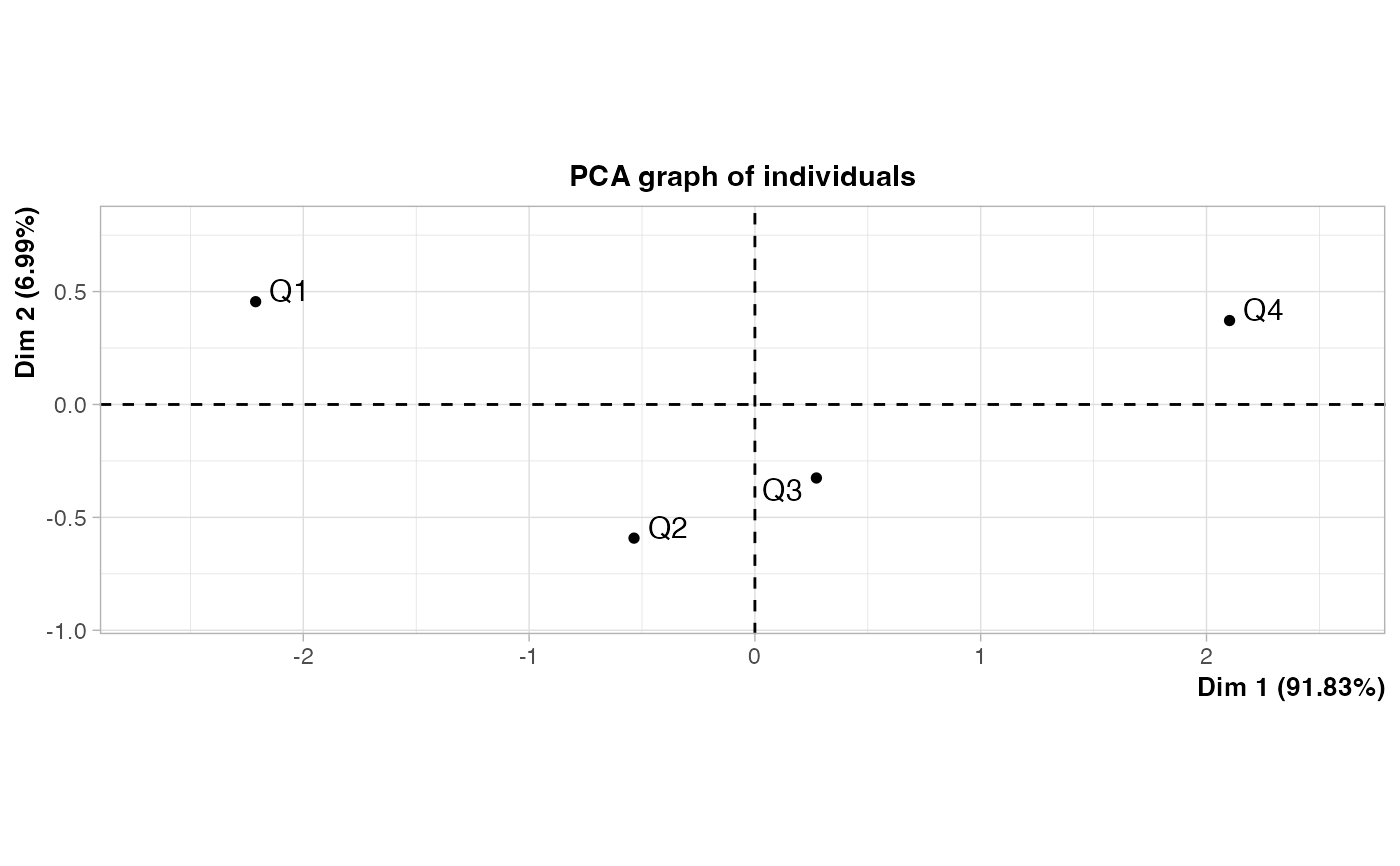 PCA graph of individuals
Dim 2 (6.99%)
0.5
0.0
-0.5
-1.0
Q1
Q4
Q3
Q2
-2
-1
0
1
2
Dim 1 (91.83%)